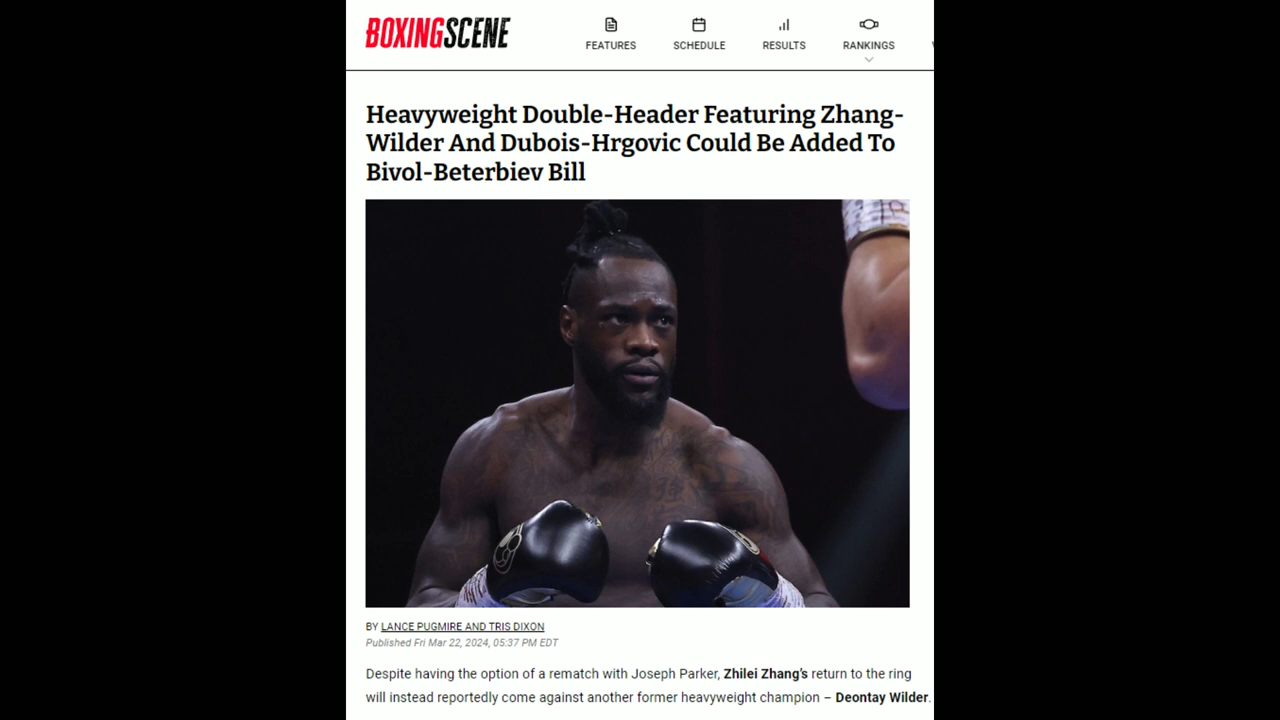 BOXINGSCENE
FEATURES
SCHEDULE
RESULTS
RANKINGS
Heavyweight Double-Header Featuring Zhang-
Wilder And Dubois-Hrgovic Could Be Added To
Bivol-Beterbiev Bill
BY LANCE PUGMIRE AND TRIS DIXON
Published Fri Mar 22, 2024, 05:37 PM EDT
Despite having the option of a rematch with Joseph Parker, Zhilei Zhang’s return to the ring
will instead reportedly come against another former heavyweight champion – Deontay Wilder.